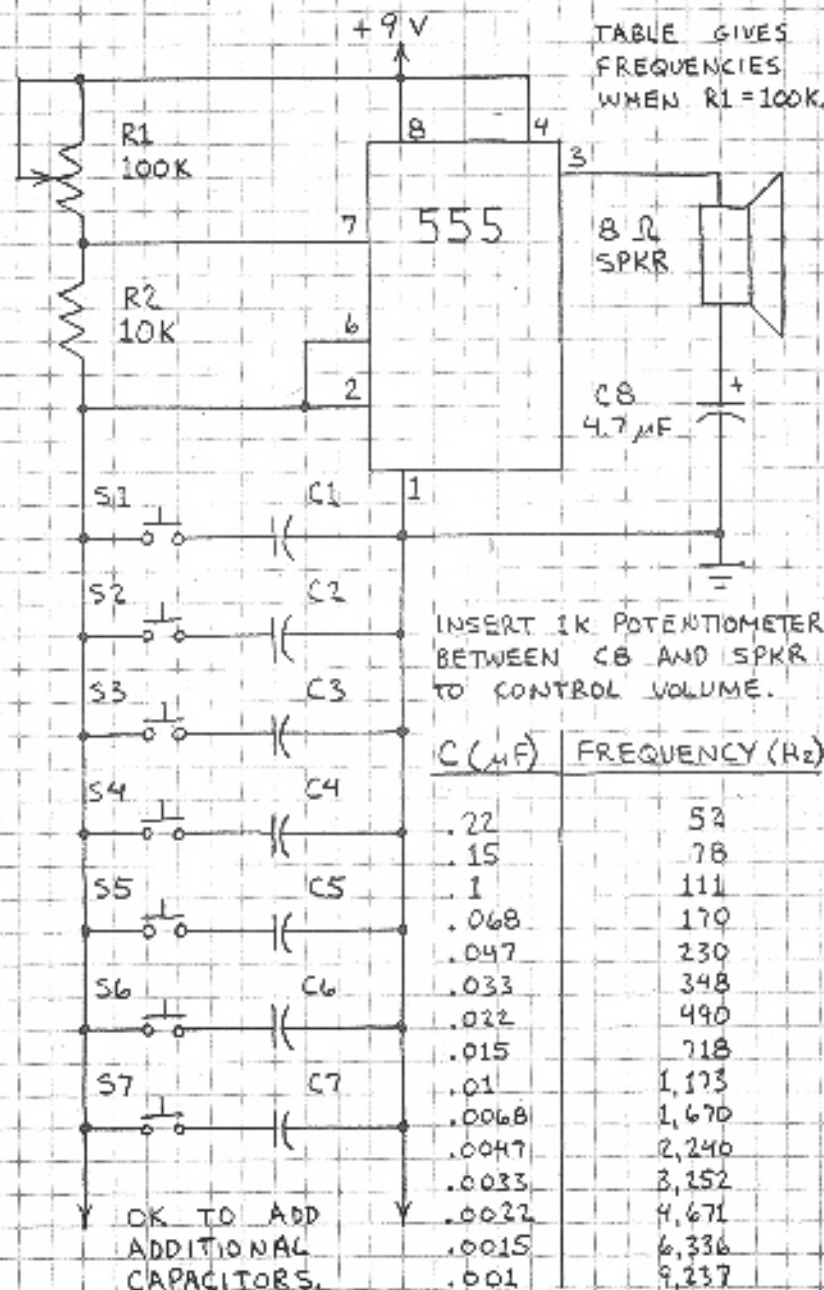 +9V
TABLE GIVES
FREQUENCIES
WHEN R1=100K.
R1
100K
8
4
3
7
555
8 Ω
SPKR
R2
10K
6
2
C8
4.7 µF
+
1
S1
C1
S2
C2
INSERT 1K POTENTIOMETER
BETWEEN C8 AND SPKR
TO CONTROL VOLUME.
S3
C3
S4
C4
S5
C5
S6
C6
S7
C7
OK TO ADD
ADDITIONAL
CAPACITORS.
C (µF) FREQUENCY (Hz)
.22 52
.15 78
.1 111
.068 170
.047 230
.033 348
.022 490
.015 718
.01 1,173
.0068 1,670
.0047 2,240
.0033 3,252
.0022 4,671
.0015 6,336
.001 9,237